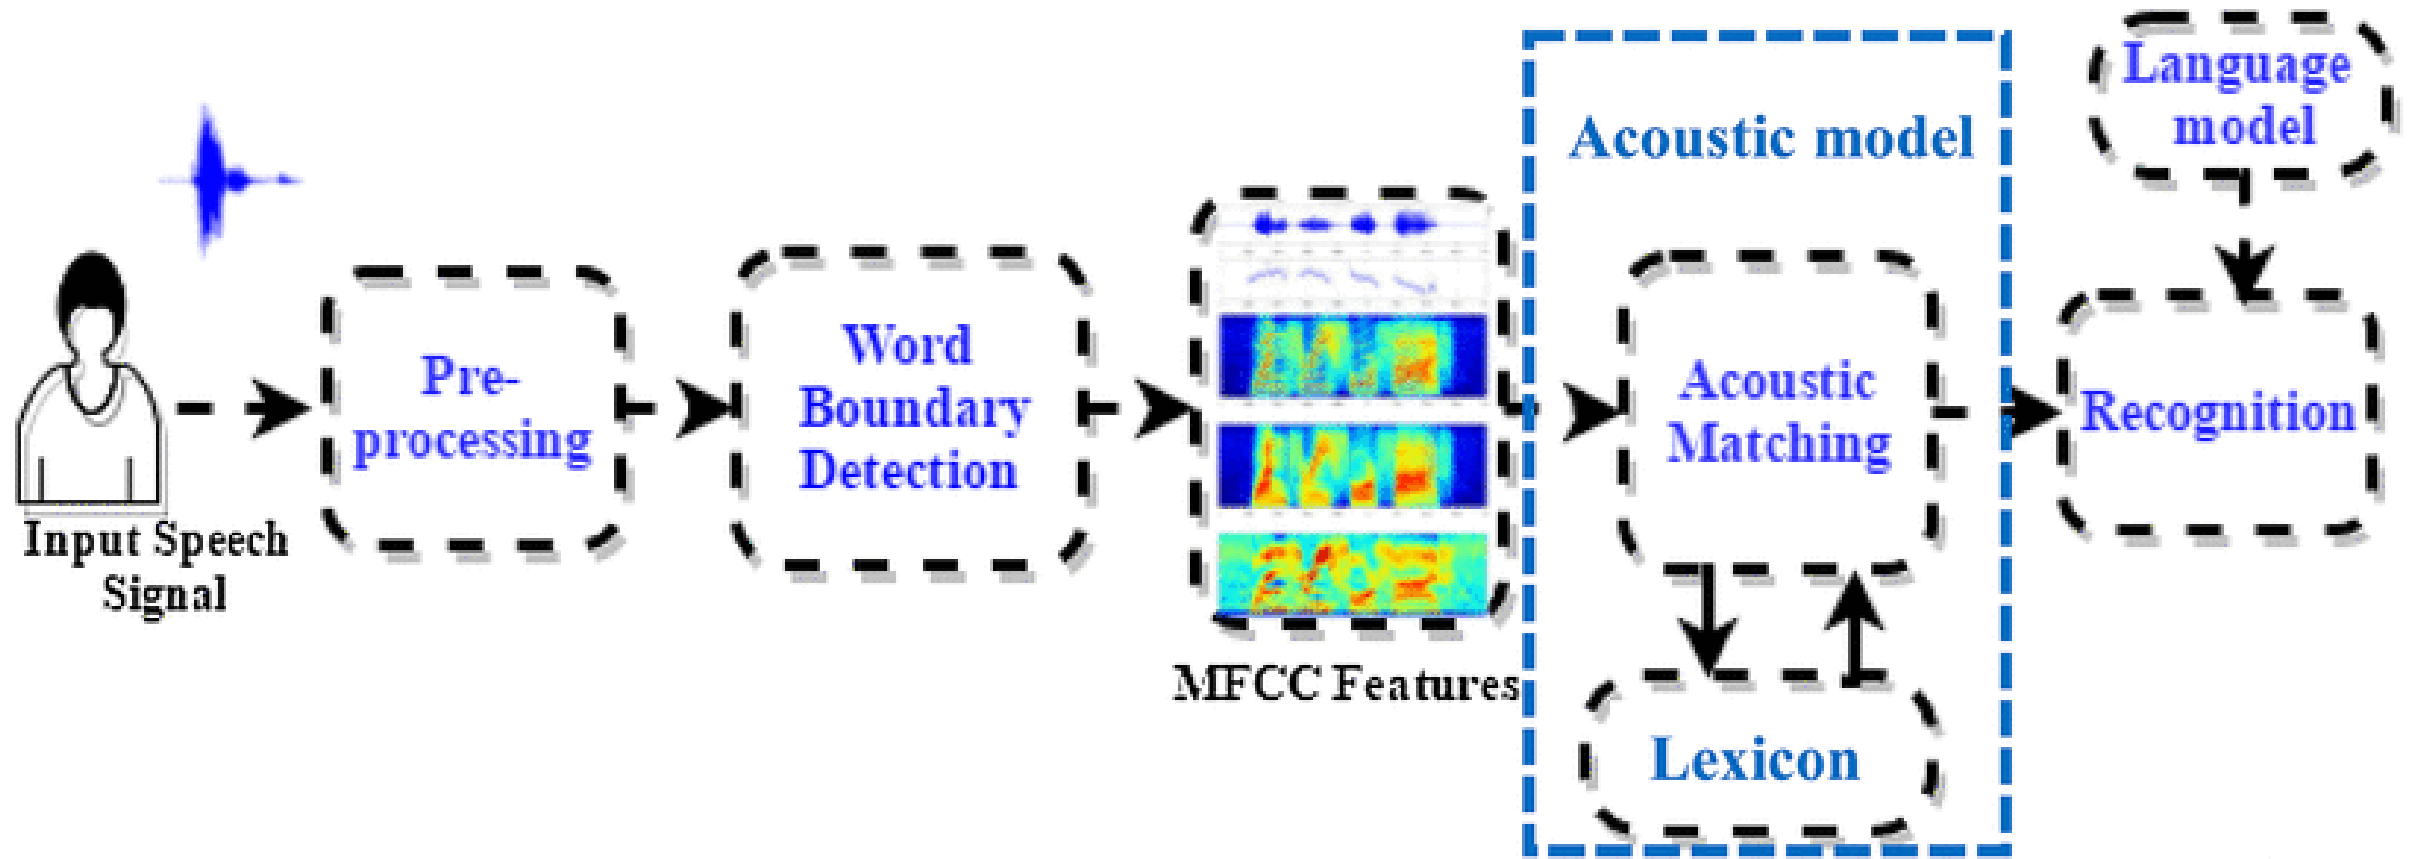 Input Speech
Signal
Pre-
processing
Word
Boundary
Detection
MFCC Features
Acoustic model
Acoustic
Matching
Lexicon
Language
model
Recognition